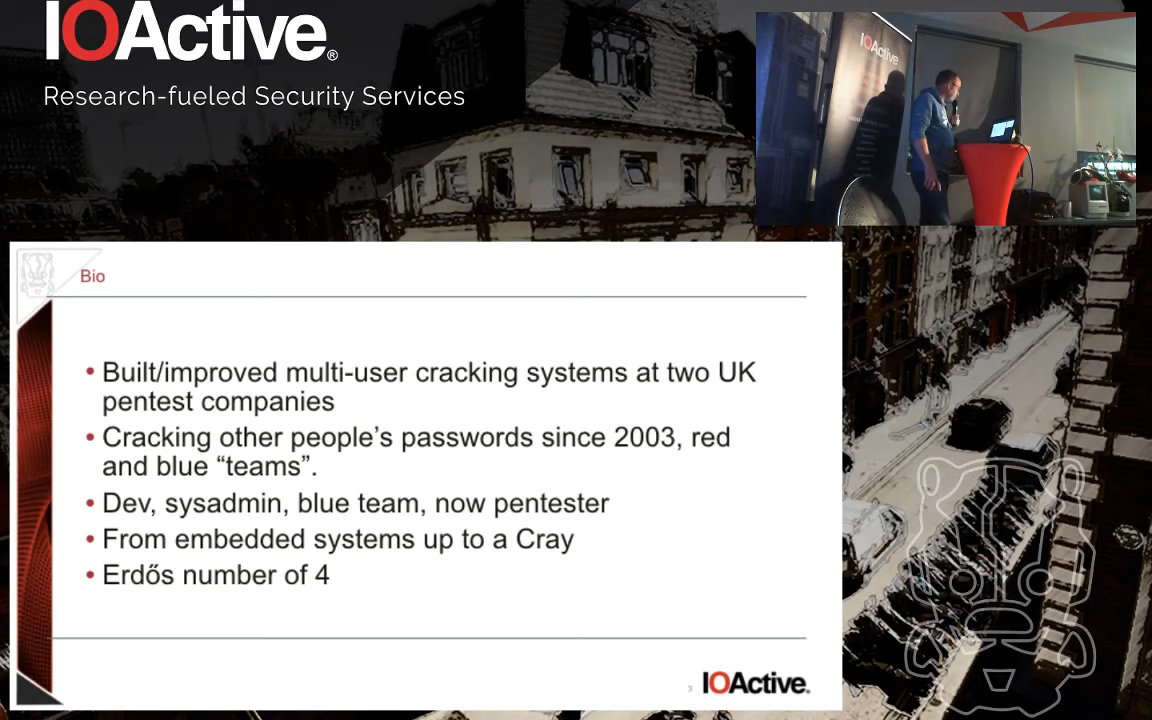 IOActive®
Research-fueled Security Services
IOActive
Bio
• Built/improved multi-user cracking systems at two UK
pentest companies
• Cracking other people’s passwords since 2003, red
and blue “teams”.
• Dev, sysadmin, blue team, now pentester
• From embedded systems up to a Cray
• Erdős number of 4
3
IOActive.